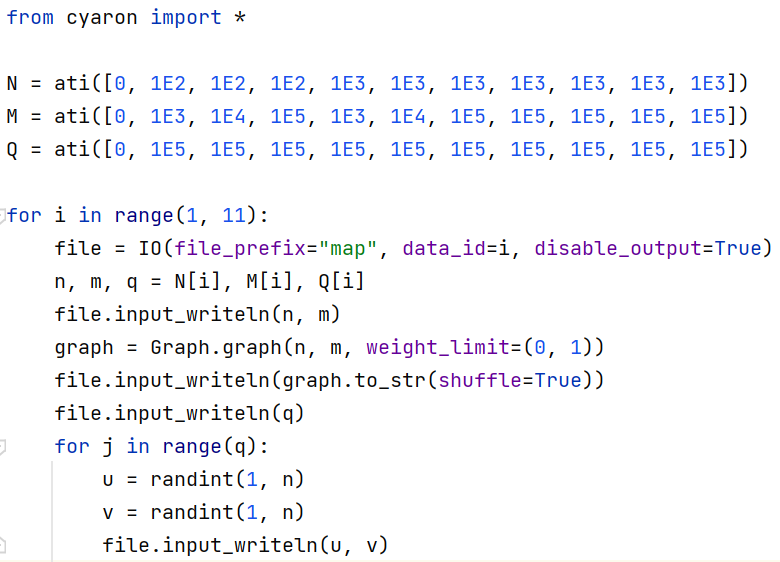 from cyaron import *
N = ati([0, 1E2, 1E2, 1E2, 1E3, 1E3, 1E3, 1E3, 1E3, 1E3, 1E3])
M = ati([0, 1E3, 1E4, 1E5, 1E3, 1E4, 1E5, 1E5, 1E5, 1E5, 1E5])
Q = ati([0, 1E5, 1E5, 1E5, 1E5, 1E5, 1E5, 1E5, 1E5, 1E5, 1E5])
for i in range(1, 11):
    file = IO(file_prefix="map", data_id=i, disable_output=True)
    n, m, q = N[i], M[i], Q[i]
    file.input_writeln(n, m)
    graph = Graph.graph(n, m, weight_limit=(0, 1))
    file.input_writeln(graph.to_str(shuffle=True))
    file.input_writeln(q)
    for j in range(q):
        u = randint(1, n)
        v = randint(1, n)
        file.input_writeln(u, v)